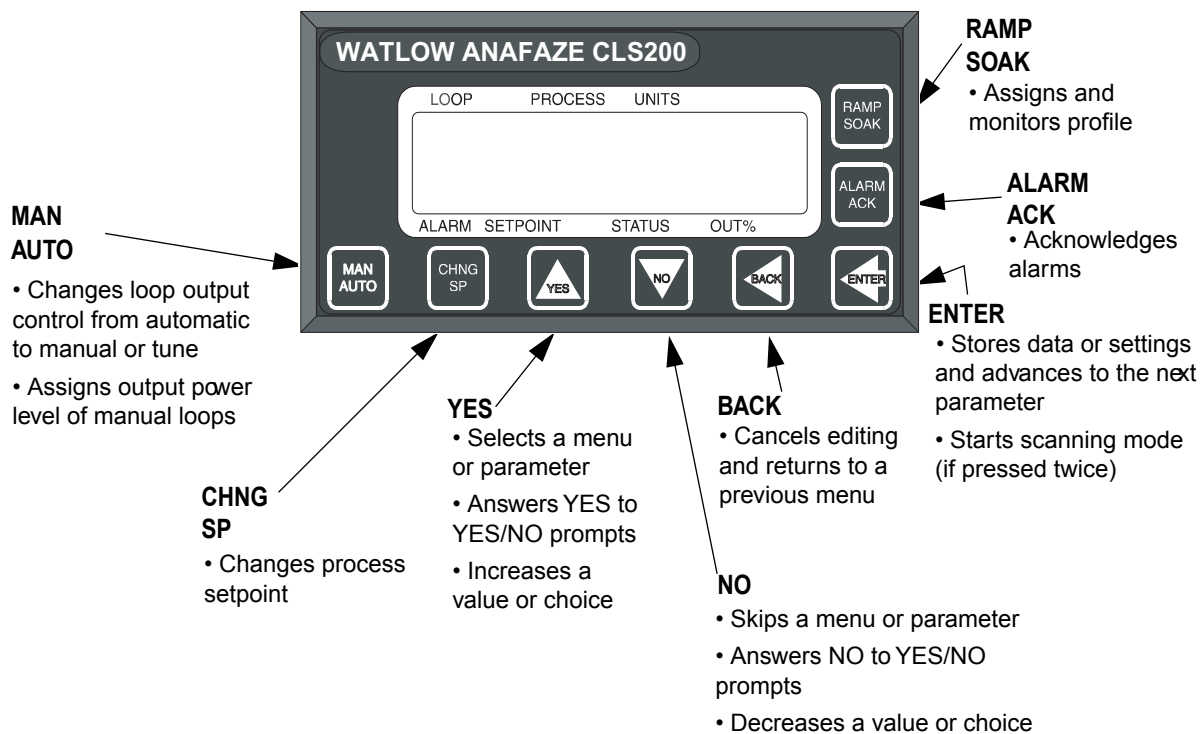 WATLOW ANAFAZE CLS200
LOOP PROCESS UNITS
ALARM SETPOINT STATUS OUT%
RAMP
SOAK
ALARM
ACK
MAN
AUTO
CHNG
SP
YES
NO
BACK
ENTER
RAMP
SOAK
• Assigns and
monitors profile
ALARM
ACK
• Acknowledges
alarms
MAN
AUTO
• Changes loop output
control from automatic
to manual or tune
• Assigns output power
level of manual loops
CHNG
SP
• Changes process
setpoint
YES
• Selects a menu
or parameter
• Answers YES to
YES/NO prompts
• Increases a
value or choice
BACK
• Cancels editing
and returns to a
previous menu
ENTER
• Stores data or settings
and advances to the next
parameter
• Starts scanning mode
(if pressed twice)
NO
• Skips a menu or parameter
• Answers NO to YES/NO
prompts
• Decreases a value or choice